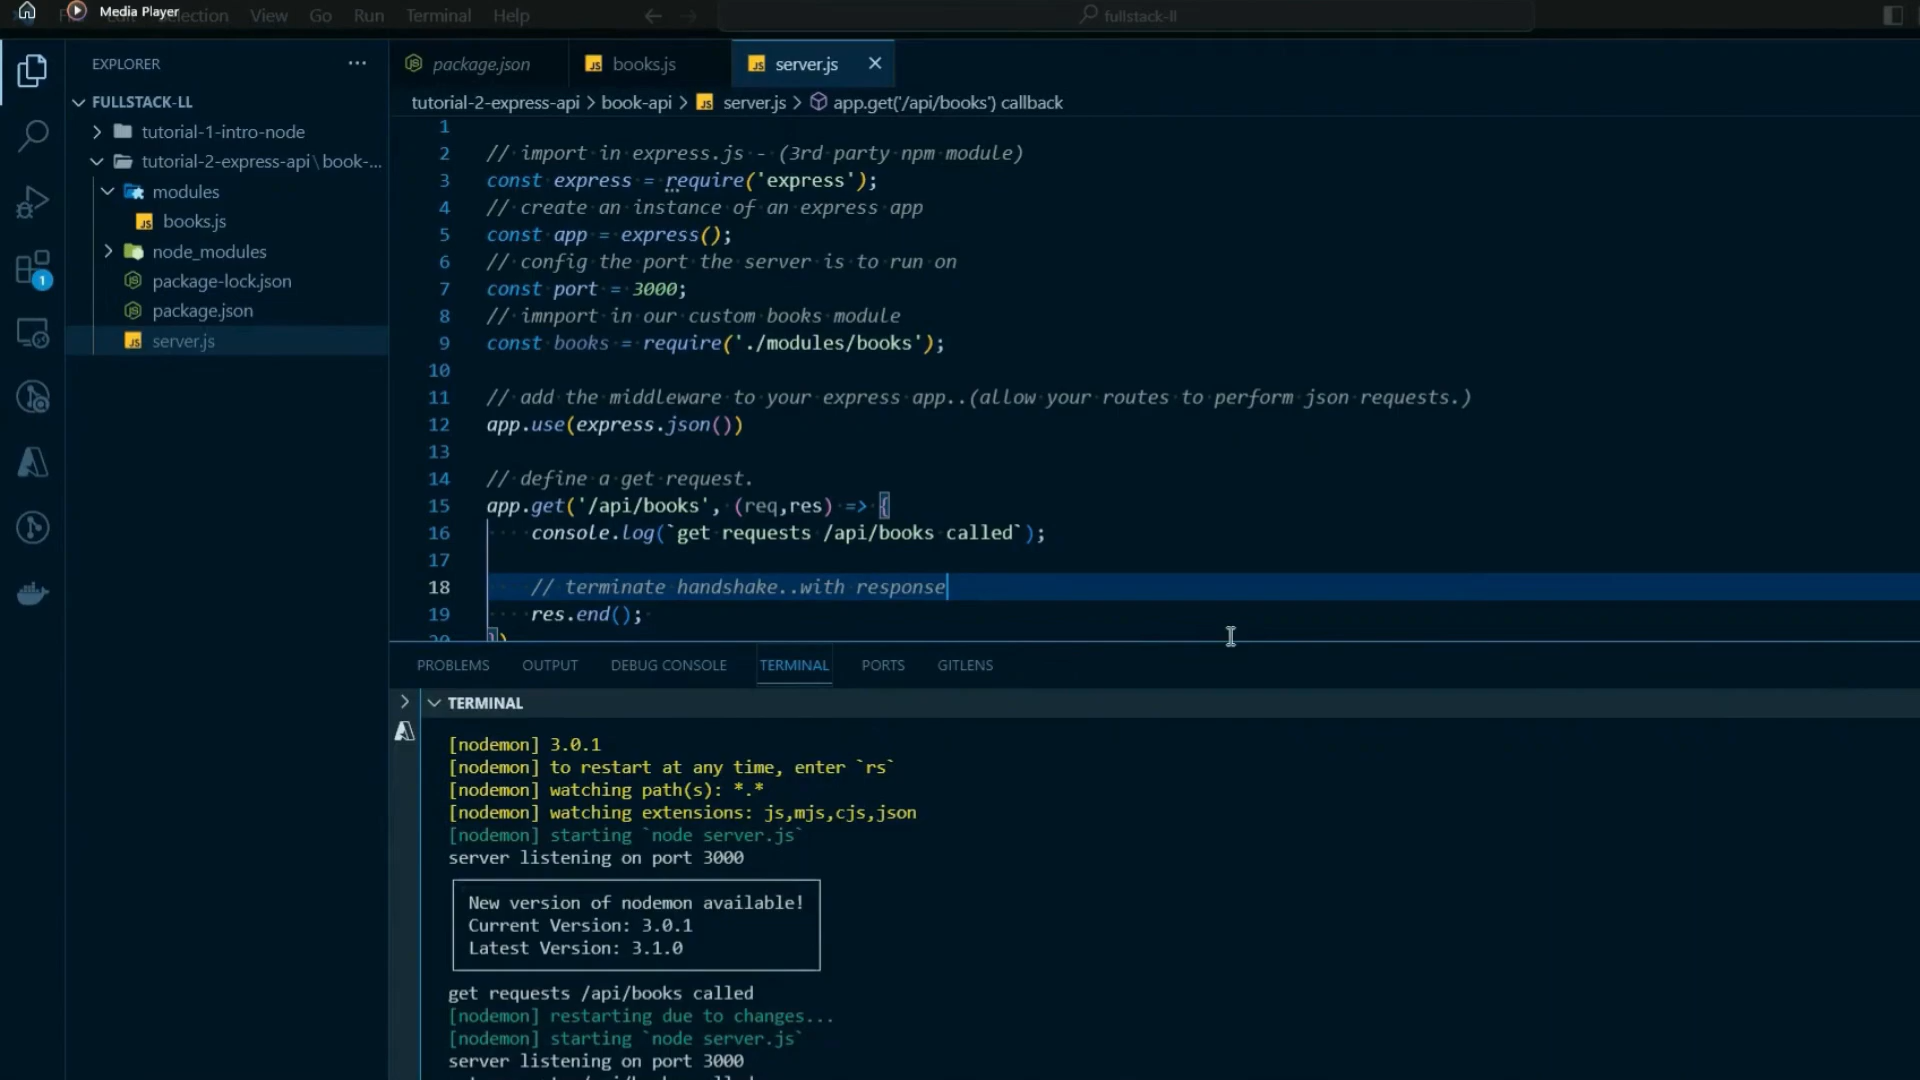 Media Player
Selection View Go Run Terminal Help
fullstack-ll
EXPLORER
FULLSTACK-LL
tutorial-1-intro-node
tutorial-2-express-api\book-...
modules
books.js
node_modules
package-lock.json
package.json
server.js
1
package.json
books.js
server.js
tutorial-2-express-api > book-api > server.js > app.get('/api/books') callback
1
2 // import in express.js - (3rd party npm module)
3 const express = require('express');
4 // create an instance of an express app
5 const app = express();
6 // config the port the server is to run on
7 const port = 3000;
8 // imnport in our custom books module
9 const books = require('./modules/books');
10
11 // add the middleware to your express app..(allow your routes to perform json requests.)
12 app.use(express.json())
13
14 // define a get request.
15 app.get('/api/books', (req,res) => {
16 console.log(`get requests /api/books called`);
17
18 // terminate handshake..with response
19 res.end();
20 })
PROBLEMS OUTPUT DEBUG CONSOLE TERMINAL PORTS GITLENS
TERMINAL
[nodemon] 3.0.1
[nodemon] to restart at any time, enter `rs`
[nodemon] watching path(s): *.*
[nodemon] watching extensions: js,mjs,cjs,json
[nodemon] starting `node server.js`
server listening on port 3000
New version of nodemon available!
Current Version: 3.0.1
Latest Version: 3.1.0
get requests /api/books called
[nodemon] restarting due to changes...
[nodemon] starting `node server.js`
server listening on port 3000